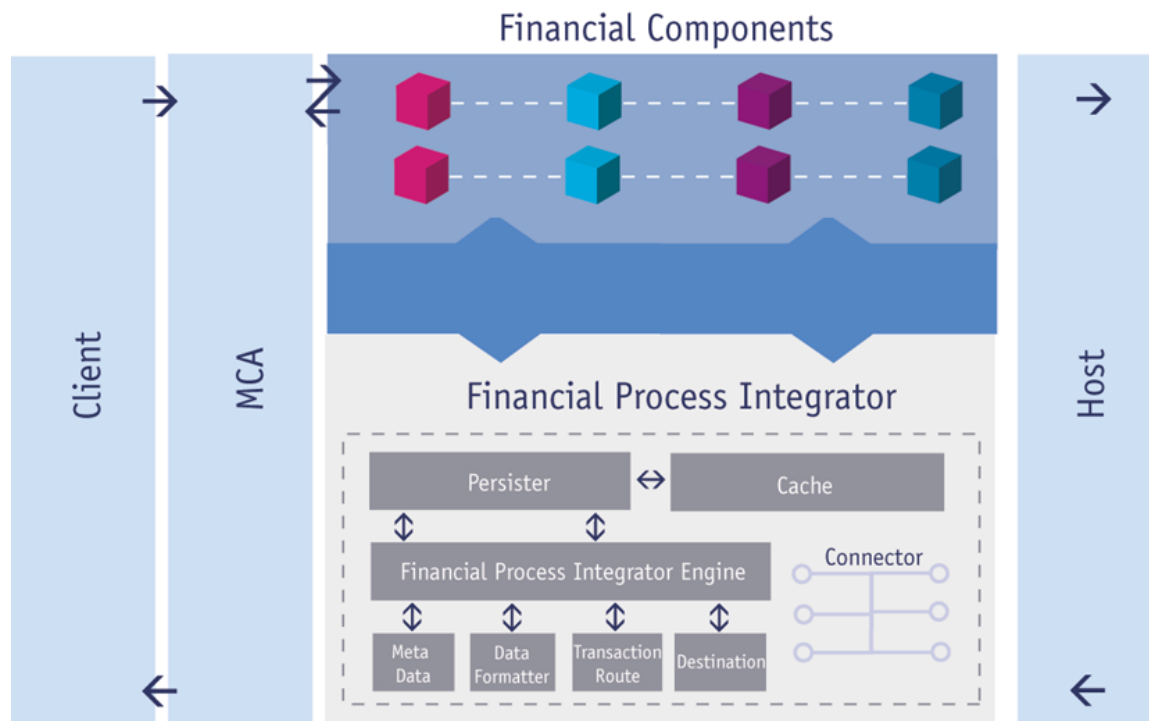 Financial Components
Client
MCA
Host
Financial Process Integrator
Persister
Cache
Financial Process Integrator Engine
Connector
Meta
Data
Data
Formatter
Transaction
Route
Destination